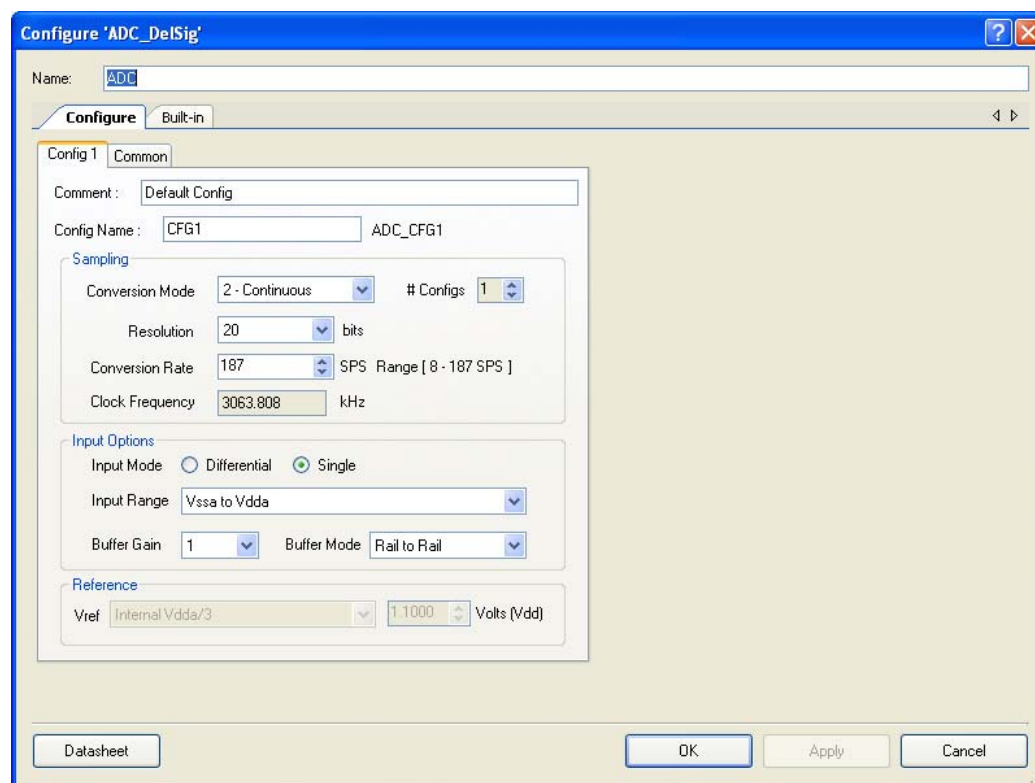 Configure 'ADC_DelSig'
Name: ADC
Configure Built-in
Config 1 Common
Comment : Default Config
Config Name : CFG1 ADC_CFG1
Sampling
Conversion Mode 2 - Continuous # Configs 1
Resolution 20 bits
Conversion Rate 187 SPS Range [ 8 - 187 SPS ]
Clock Frequency 3063.808 kHz
Input Options
Input Mode Differential Single
Input Range Vssa to Vdda
Buffer Gain 1 Buffer Mode Rail to Rail
Reference
Vref Internal Vdda/3 1.1000 Volts (Vdd)
Datasheet OK Apply Cancel